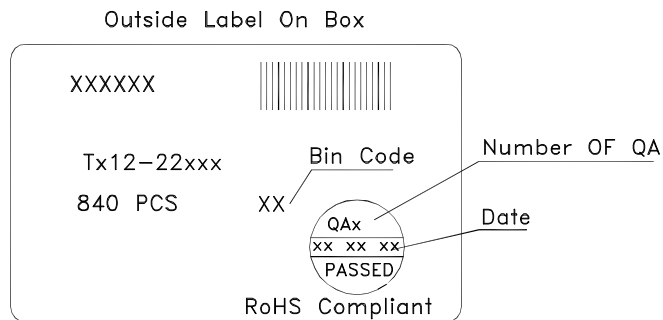 Outside Label On Box
XXXXXX
Tx12-22xxx
Bin Code
Number OF QA
840 PCS
XX
QAx
Date
xx xx xx
PASSED
RoHS Compliant